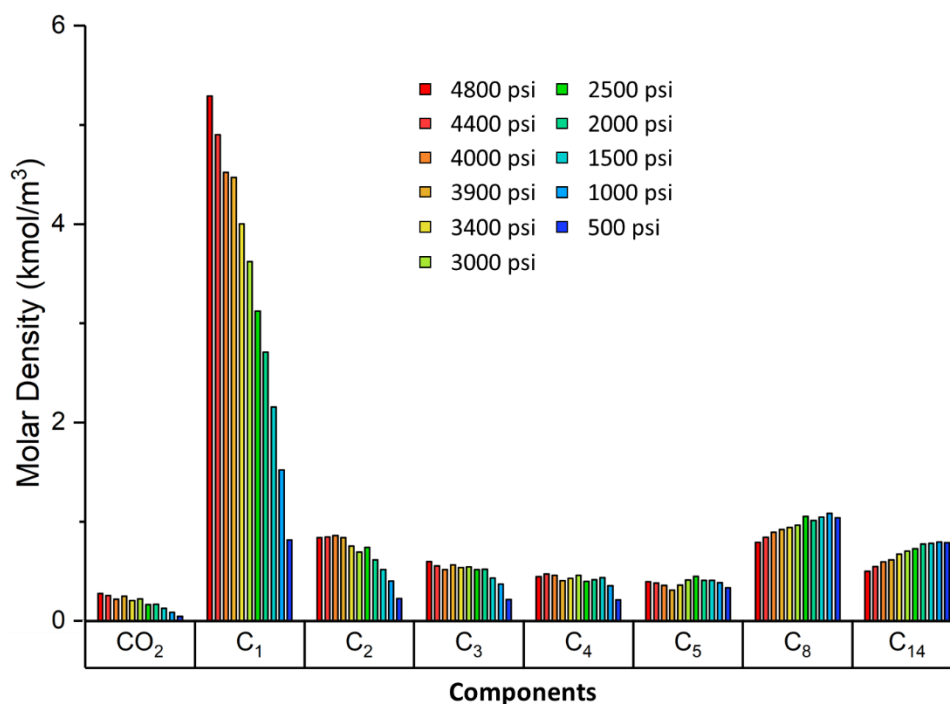 6
4
2
0
Molar Density (kmol/m³)
4800 psi
4400 psi
4000 psi
3900 psi
3400 psi
3000 psi
2500 psi
2000 psi
1500 psi
1000 psi
500 psi
CO₂ C₁ C₂ C₃ C₄ C₅ C₈ C₁₄
Components